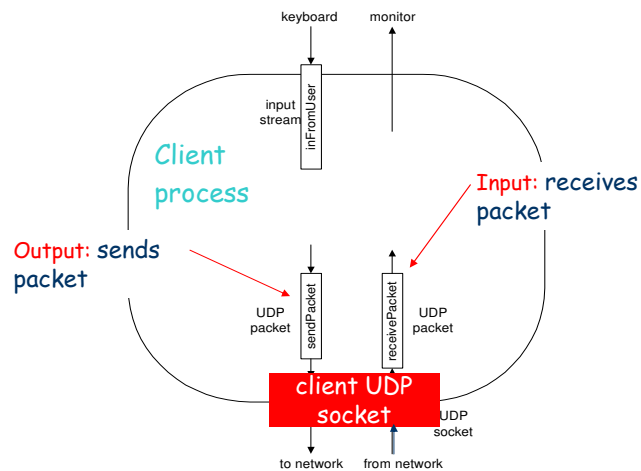 keyboard
monitor
input
stream
inFromUser
Client
process
Input: receives
packet
Output: sends
packet
UDP
packet
sendPacket
receivePacket
UDP
packet
client UDP
socket
UDP
socket
to network
from network